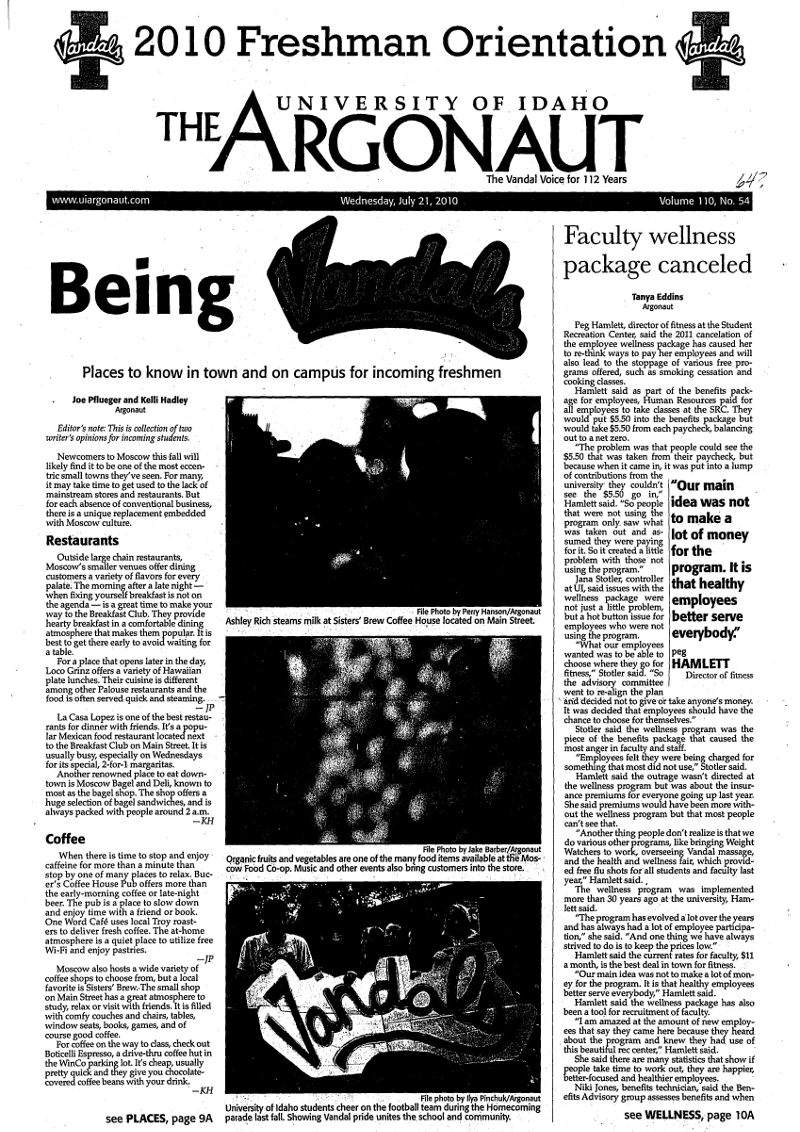 Vandals
2010 Freshman Orientation
Vandals
UNIVERSITY OF IDAHO
THE ARGONAUT
The Vandal Voice for 112 Years
64?
www.uiargonaut.com
Wednesday, July 21, 2010
Volume 110, No. 54
Being Vandals
Places to know in town and on campus for incoming freshmen
Joe Pflueger and Kelli Hadley
Argonaut
Editor's note: This is collection of two
writer's opinions for incoming students.
Newcomers to Moscow this fall will
likely find it to be one of the most eccen-
tric small towns they've seen. For many,
it may take time to get used to the lack of
mainstream stores and restaurants. But
for each absence of conventional business,
there is a unique replacement embedded
with Moscow culture.
Restaurants
Outside large chain restaurants,
Moscow's smaller venues offer dining
customers a variety of flavors for every
palate. The morning after a late night —
when fixing yourself breakfast is not on
the agenda — is a great time to make your
way to the Breakfast Club. They provide
hearty breakfast in a comfortable dining
atmosphere that makes them popular. It is
best to get there early to avoid waiting for
a table.
For a place that opens later in the day,
Loco Grinz offers a variety of Hawaiian
plate lunches. Their cuisine is different
among other Palouse restaurants and the
food is often served quick and steaming.
— JP
La Casa Lopez is one of the best restau-
rants for dinner with friends. It's a popu-
lar Mexican food restaurant located next
to the Breakfast Club on Main Street. It is
usually busy, especially on Wednesdays
for its special, 2-for-1 margaritas.
Another renowned place to eat down-
town is Moscow Bagel and Deli, known to
most as the bagel shop. The shop offers a
huge selection of bagel sandwiches, and is
always packed with people around 2 a.m.
—KH
Coffee
When there is time to stop and enjoy
caffeine for more than a minute than
stop by one of many places to relax. Buc-
er's Coffee House Pub offers more than
the early-morning coffee or late-night
beer. The pub is a place to slow down
and enjoy time with a friend or book.
One Word Café uses local Troy roast-
ers to deliver fresh coffee. The at-home
atmosphere is a quiet place to utilize free
Wi-Fi and enjoy pastries.
—JP
Moscow also hosts a wide variety of
coffee shops to choose from, but a local
favorite is Sisters' Brew. The small shop
on Main Street has a great atmosphere to
study, relax or visit with friends. It is filled
with comfy couches and chairs, tables,
window seats, books, games, and of
course good coffee.
For coffee on the way to class, check out
Boticelli Espresso, a drive-thru coffee hut in
the WinCo parking lot. It's cheap, usually
pretty quick and they give you chocolate-
covered coffee beans with your drink.
—KH
see PLACES, page 9A
File Photo by Perry Hanson/Argonaut
Ashley Rich steams milk at Sisters' Brew Coffee House located on Main Street.
File Photo by Jake Barber/Argonaut
Organic fruits and vegetables are one of the many food items available at the Mos-
cow Food Co-op. Music and other events also bring customers into the store.
Vandals
File photo by Ilya Pinchuk/Argonaut
University of Idaho students cheer on the football team during the Homecoming
parade last fall. Showing Vandal pride unites the school and community.
Faculty wellness
package canceled
Tanya Eddins
Argonaut
Peg Hamlett, director of fitness at the Student
Recreation Center, said the 2011 cancelation of
the employee wellness package has caused her
to re-think ways to pay her employees and will
also lead to the stoppage of various free pro-
grams offered, such as smoking cessation and
cooking classes.
Hamlett said as part of the benefits pack-
age for employees, Human Resources paid for
all employees to take classes at the SRC. They
would put $5.50 into the benefits package but
would take $5.50 from each paycheck, balancing
out to a net zero.
"The problem was that people could see the
$5.50 that was taken from their paycheck, but
because when it came in, it was put into a lump
of contributions from the
university they couldn't
see the $5.50 go in,"
Hamlett said. "So people
that were not using the
program only saw what
was taken out and as-
sumed they were paying
for it. So it created a little
problem with those not
using the program."
Jana Stotler, controller
at UI, said issues with the
wellness package were
not just a little problem,
but a hot button issue for
employees who were not
using the program.
"What our employees
wanted was to be able to
choose where they go for
fitness," Stotler said. "So
the advisory committee
went to re-align the plan
and decided not to give or take anyone's money.
It was decided that employees should have the
chance to choose for themselves."
Stotler said the wellness program was the
piece of the benefits package that caused the
most anger in faculty and staff.
"Employees felt they were being charged for
something that most did not use," Stotler said.
Hamlett said the outrage wasn't directed at
the wellness program but was about the insur-
ance premiums for everyone going up last year.
She said premiums would have been more with-
out the wellness program but that most people
can't see that.
"Another thing people don't realize is that we
do various other programs, like bringing Weight
Watchers to work, overseeing Vandal massage,
and the health and wellness fair, which provid-
ed free flu shots for all students and faculty last
year," Hamlett said.
The wellness program was implemented
more than 30 years ago at the university, Ham-
lett said.
"The program has evolved a lot over the years
and has always had a lot of employee participa-
tion," she said. "And one thing we have always
strived to do is to keep the prices low."
Hamlett said the current rates for faculty, $11
a month, is the best deal in town for fitness.
"Our main idea was not to make a lot of mon-
ey for the program. It is that healthy employees
better serve everybody," Hamlett said.
Hamlett said the wellness package has also
been a tool for recruitment of faculty.
"I am amazed at the amount of new employ-
ees that say they came here because they heard
about the program and knew they had use of
this beautiful rec center," Hamlett said.
She said there are many statistics that show if
people take time to work out, they are happier,
better-focused and healthier employees.
Niki Jones, benefits technician, said the Ben-
efits Advisory group assesses benefits and when
see WELLNESS, page 10A
"Our main
idea was not
to make a
lot of money
for the
program. It is
that healthy
employees
better serve
everybody."
peg
HAMLETT
Director of fitness